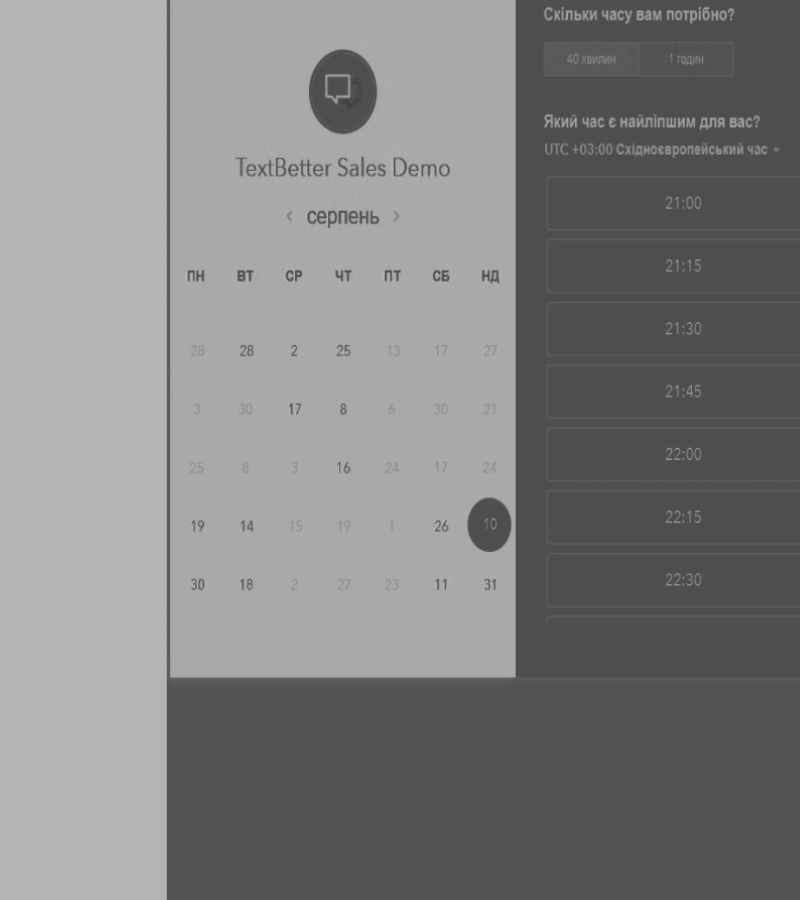 TextBetter Sales Demo
серпень
ПН ВТ СР ЧТ ПТ СБ НД
28 28 2 25 13 17 27
3 30 17 8 6 30 21
25 8 3 16 24 17 24
19 14 15 19 1 26 10
30 18 2 27 23 11 31
Скільки часу вам потрібно?
40 хвилин 1 годин
Який час є найліпшим для вас?
UTC +03:00 Східноєвропейський час
21:00
21:15
21:30
21:45
22:00
22:15
22:30